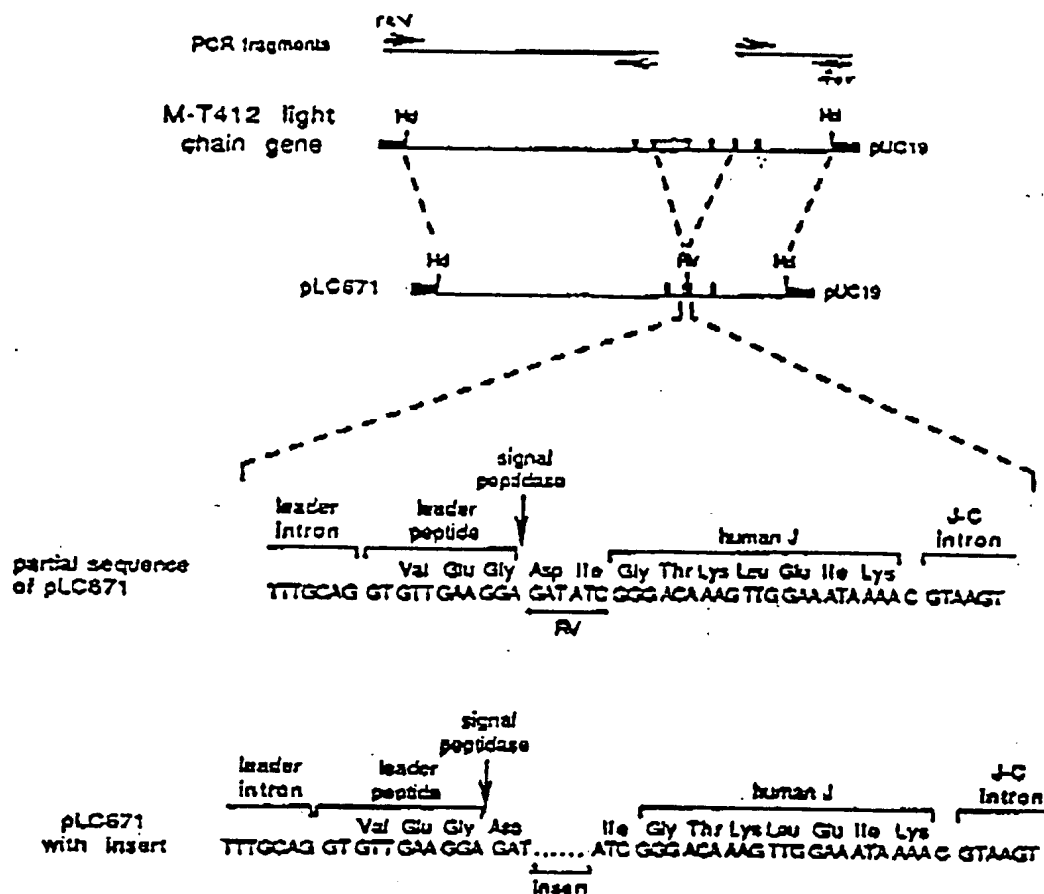 rev
PCR fragments
for
M-T412 light
chain gene
Hd Hd
pUC19
Hd RV Hd
pLC671
pUC19
signal
peptidase
leader
intron
leader
peptide
human J
J-C
intron
partial sequence
of pLC671
Val Glu Gly Asp Ile Gly Thr Lys Leu Glu Ile Lys
TTTGCAG GT GTT GAA GGA GAT ATC GGG ACA AAG TTG GAA ATA AAA C GTAAGT
RV
signal
peptidase
leader
intron
leader
peptide
human J
J-C
intron
pLC671
with insert
Val Glu Gly Asp Ile Gly Thr Lys Leu Glu Ile Lys
TTTGCAG GT GTT GAA GGA GAT......ATC GGG ACA AAG TTG GAA ATA AAA C GTAAGT
insert